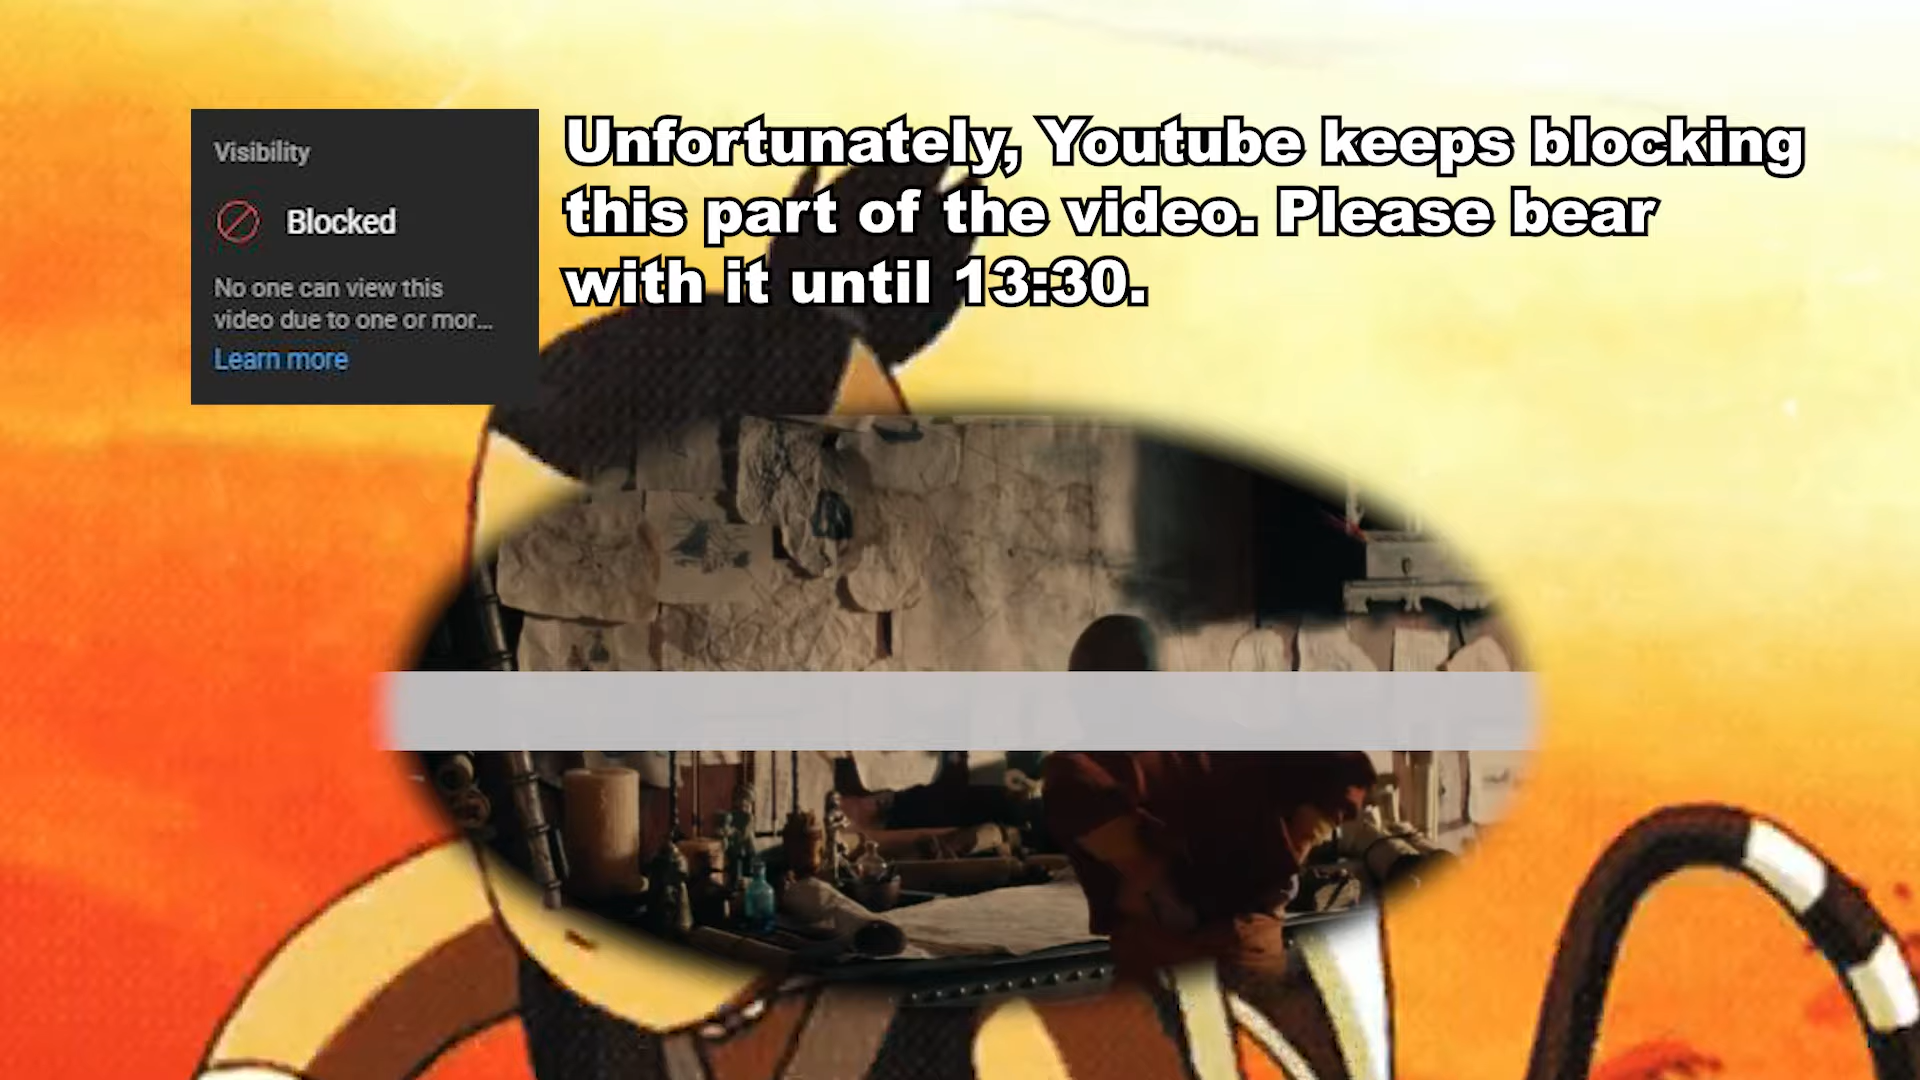 Visibility
Blocked
No one can view this
video due to one or mor...
Learn more
Unfortunately, Youtube keeps blocking
this part of the video. Please bear
with it until 13:30.